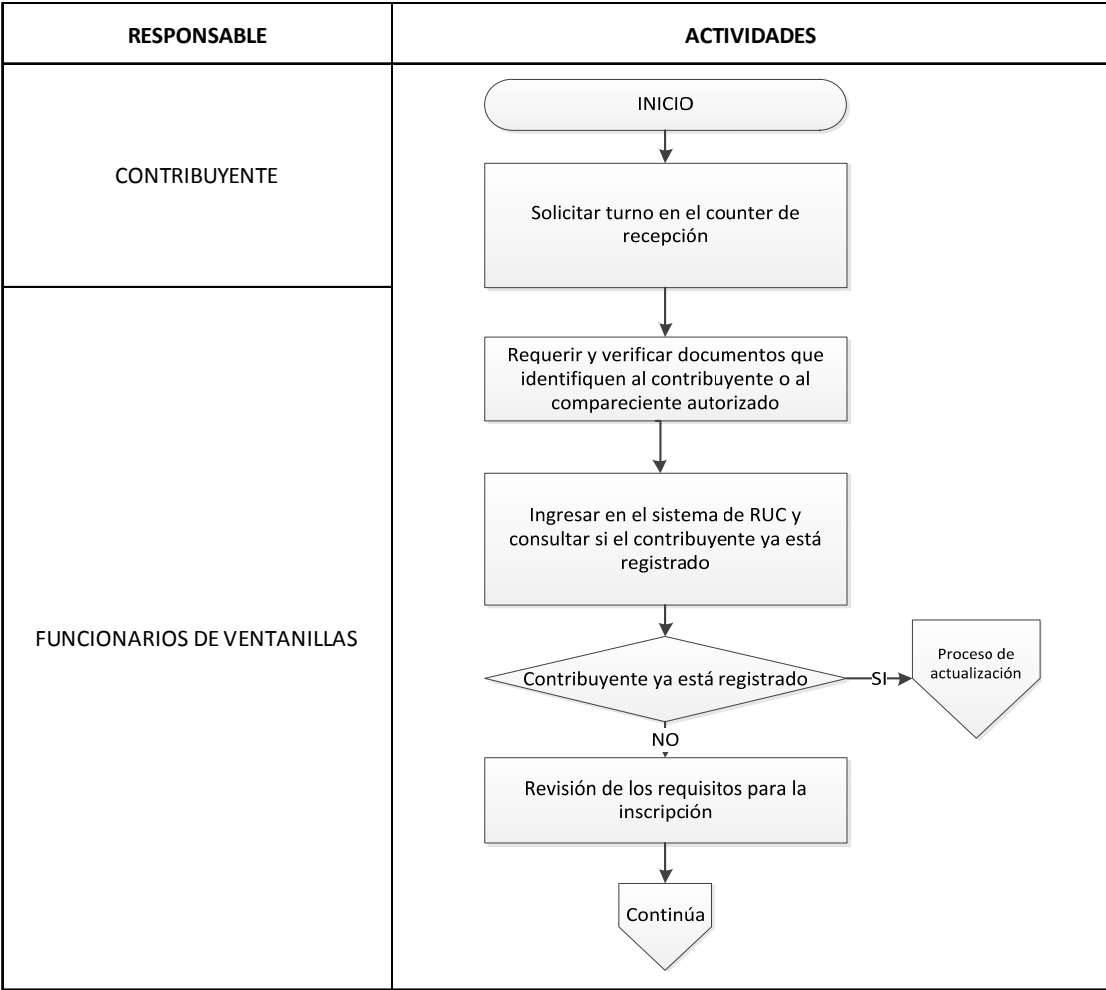 RESPONSABLE
ACTIVIDADES
CONTRIBUYENTE
INICIO
Solicitar turno en el counter de
recepción
FUNCIONARIOS DE VENTANILLAS
Requerir y verificar documentos que
identifiquen al contribuyente o al
compareciente autorizado
Ingresar en el sistema de RUC y
consultar si el contribuyente ya está
registrado
Contribuyente ya está registrado
SI
Proceso de
actualización
NO
Revisión de los requisitos para la
inscripción
Continúa